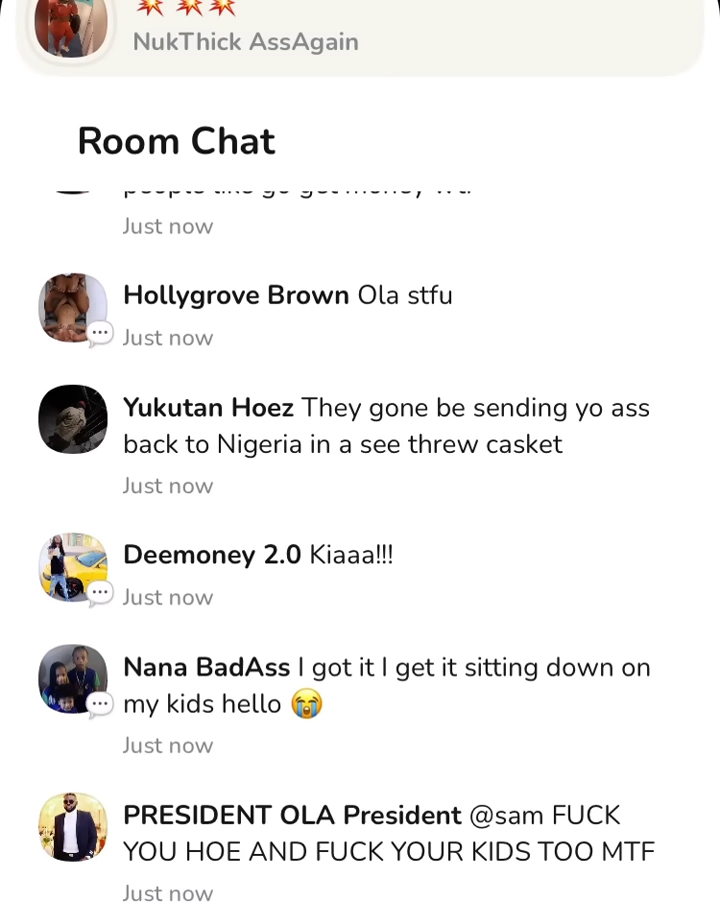 💥 💥 💥
NukThick AssAgain
Room Chat
Just now
Hollygrove Brown Ola stfu
Just now
Yukutan Hoez They gone be sending yo ass
back to Nigeria in a see threw casket
Just now
Deemoney 2.0 Kiaaa!!!
Just now
Nana BadAss I got it I get it sitting down on
my kids hello 😭
Just now
PRESIDENT OLA President @sam FUCK
YOU HOE AND FUCK YOUR KIDS TOO MTF
Just now